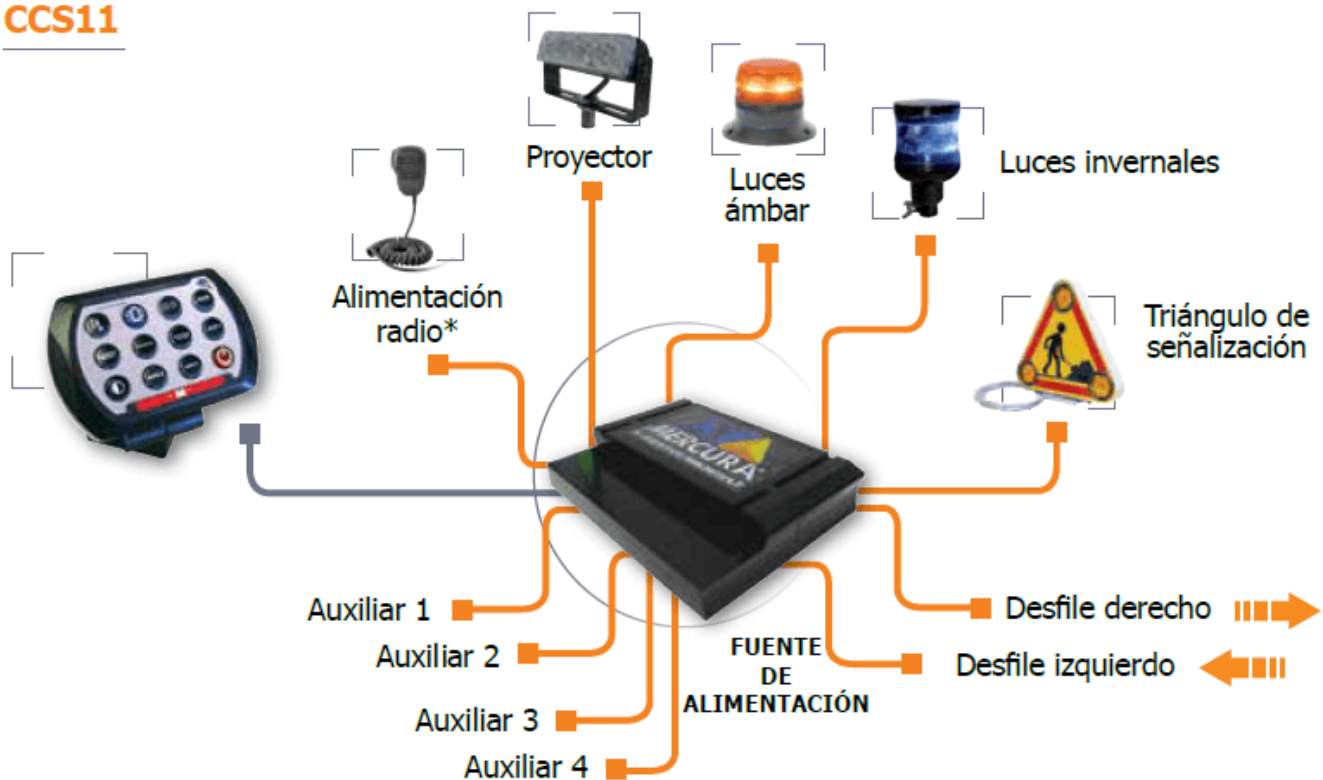 CCS11
Proyector
Luces
ámbar
Luces invernales
Alimentación
radio*
Triángulo de
señalización
MERCURA
Auxiliar 1
Auxiliar 2
Auxiliar 3
Auxiliar 4
FUENTE
DE
ALIMENTACIÓN
Desfile derecho
Desfile izquierdo